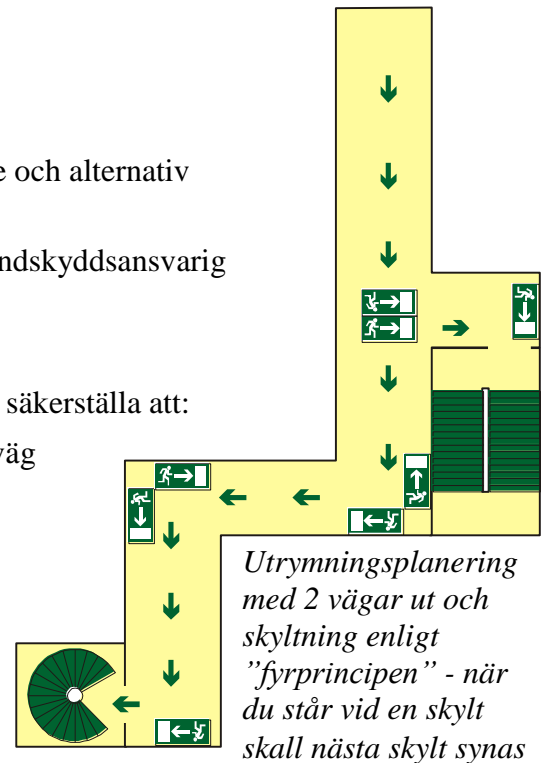 e och alternativ
ndskyddsansvarig
säkerställa att:
väg
Utrymningsplanering
med 2 vägar ut och
skyltning enligt
”fyrprincipen” - när
du står vid en skylt
skall nästa skylt synas